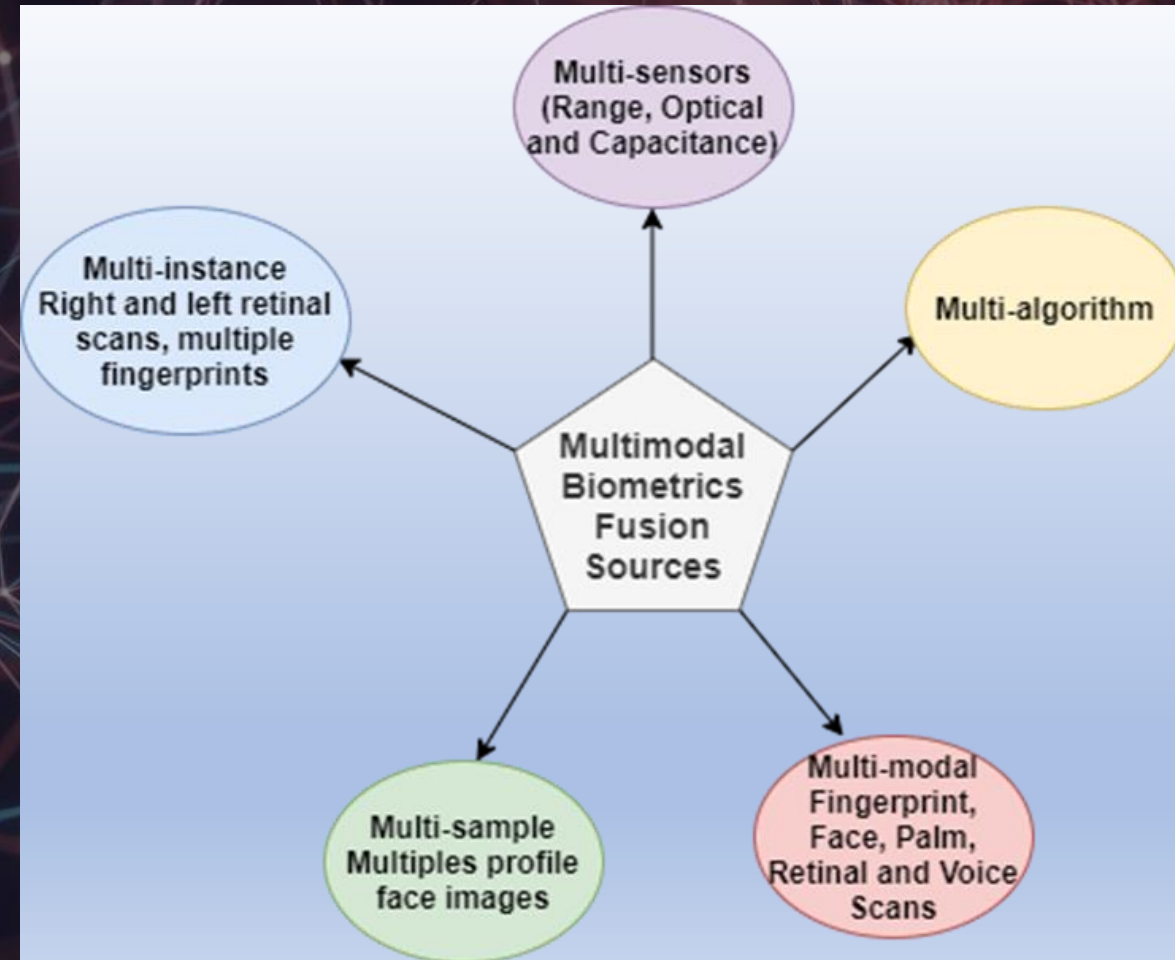 Multi-sensors
(Range, Optical
and Capacitance)
Multi-instance
Right and left retinal
scans, multiple
fingerprints
Multi-algorithm
Multimodal
Biometrics
Fusion
Sources
Multi-sample
Multiples profile
face images
Multi-modal
Fingerprint,
Face, Palm,
Retinal and Voice
Scans